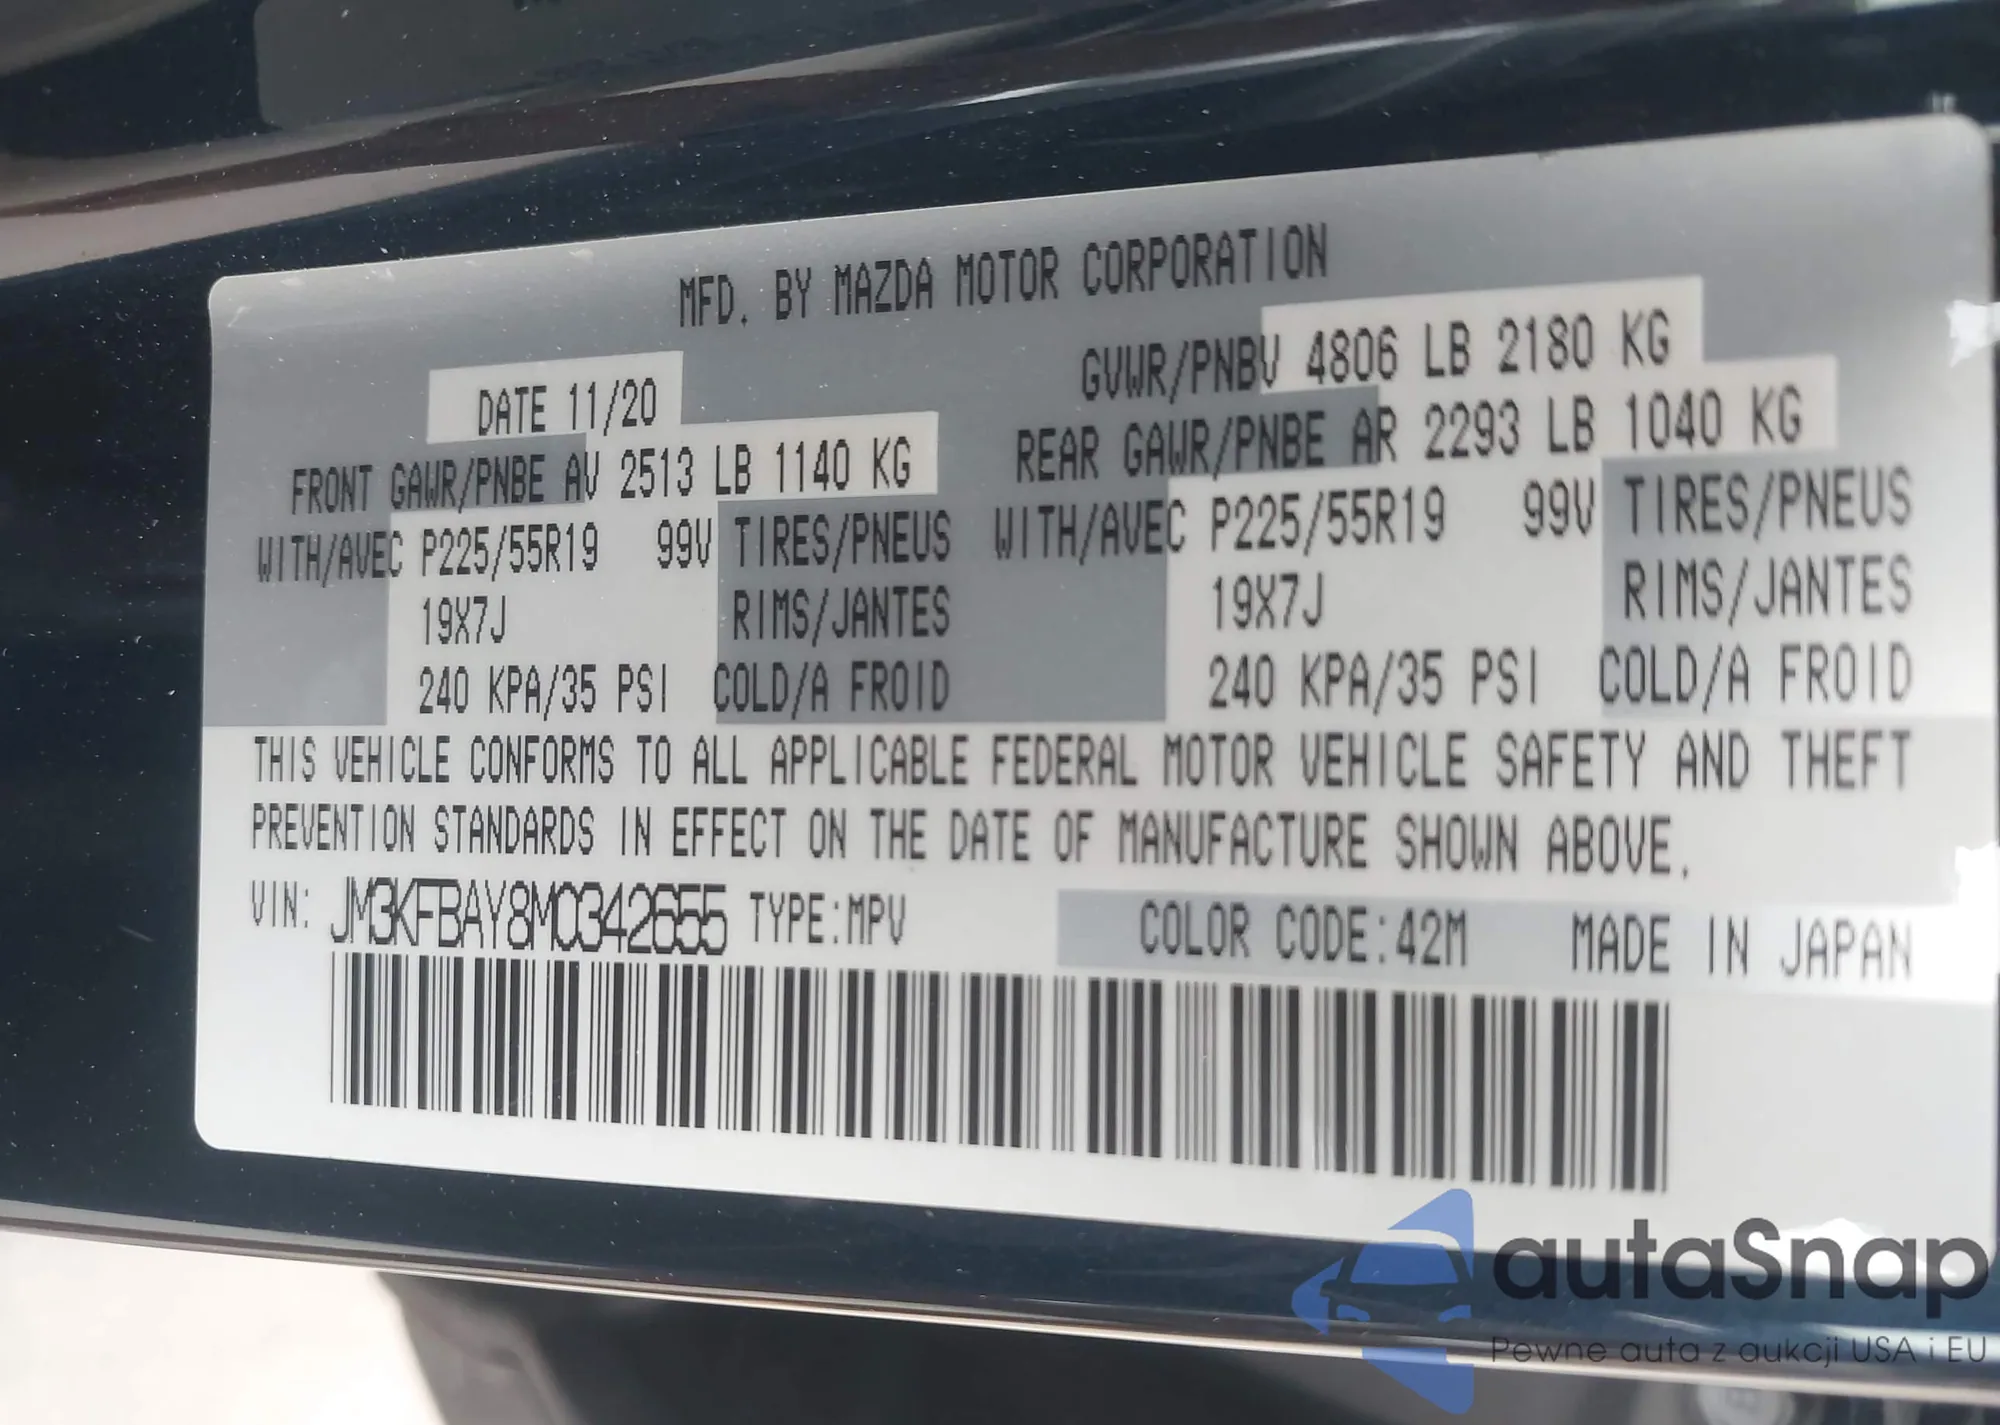 MFD. BY MAZDA MOTOR CORPORATION
DATE 11/20
GVWR/PNBV 4806 LB 2180 KG
FRONT GAWR/PNBE AV 2513 LB 1140 KG
REAR GAWR/PNBE AR 2293 LB 1040 KG
WITH/AVEC P225/55R19 99V TIRES/PNEUS
WITH/AVEC P225/55R19 99V TIRES/PNEUS
19X7J RIMS/JANTES
19X7J RIMS/JANTES
240 KPA/35 PSI COLD/A FROID
240 KPA/35 PSI COLD/A FROID
THIS VEHICLE CONFORMS TO ALL APPLICABLE FEDERAL MOTOR VEHICLE SAFETY AND THEFT
PREVENTION STANDARDS IN EFFECT ON THE DATE OF MANUFACTURE SHOWN ABOVE.
VIN: JM3KFBAY8M0342655 TYPE:MPV COLOR CODE:42M MADE IN JAPAN
autaSnap
Pewne auta z aukcji USA i EU